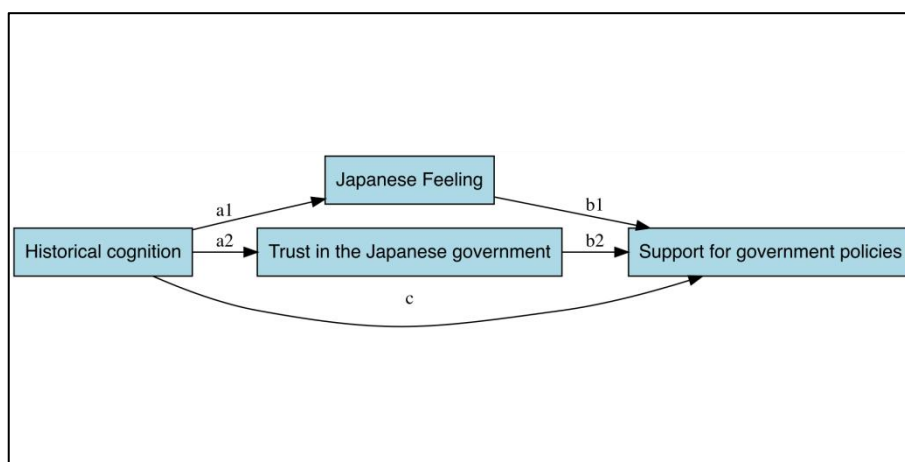 Japanese Feeling
a1
b1
Historical cognition
a2
Trust in the Japanese government
b2
Support for government policies
c